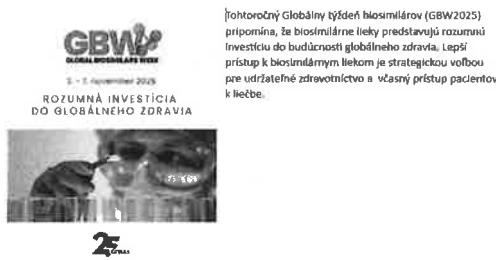 GBW
GLOBAL BIOSIMILARS WEEK
3. - 7. november 2025
ROZUMNÁ INVESTÍCIA
DO GLOBÁLNEHO ZDRAVIA
25
Tohtoročný Globálny týždeň biosimilárov (GBW2025)
pripomína, že biosimilárne lieky predstavujú rozumnú
investíciu do budúcnosti globálneho zdravia. Lepší
prístup k biosimilárnym liekom je strategickou voľbou
pre udržateľné zdravotníctvo a včasný prístup pacientov
k liečbe.